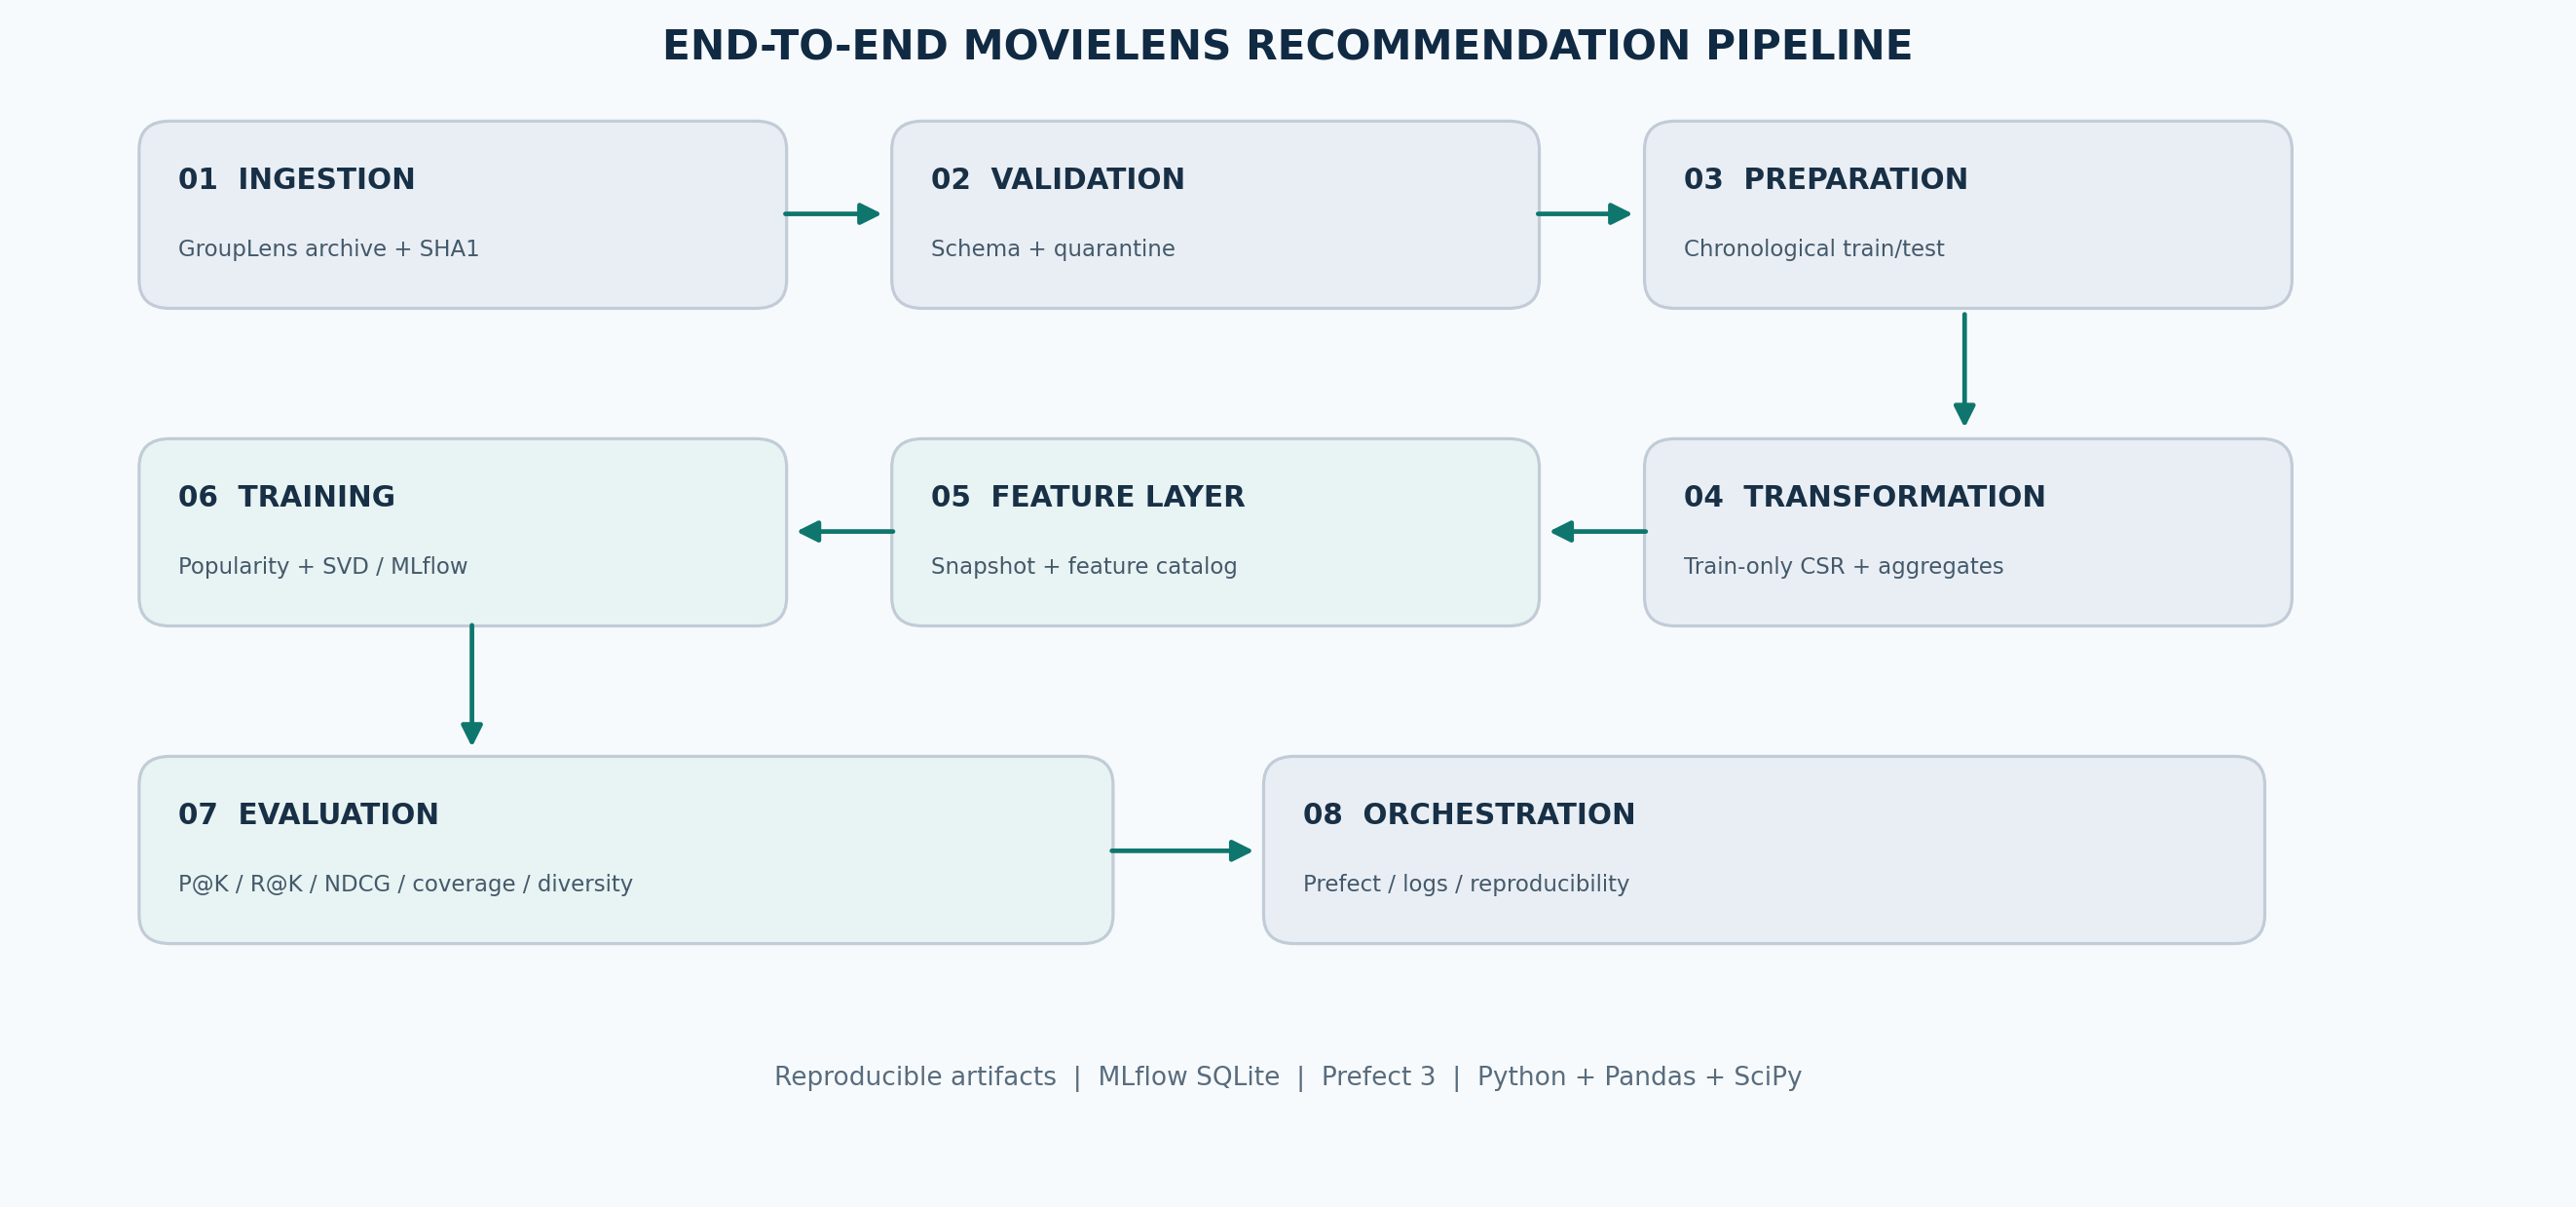 END-TO-END MOVIELENS RECOMMENDATION PIPELINE
01 INGESTION
GroupLens archive + SHA1
02 VALIDATION
Schema + quarantine
03 PREPARATION
Chronological train/test
04 TRANSFORMATION
Train-only CSR + aggregates
05 FEATURE LAYER
Snapshot + feature catalog
06 TRAINING
Popularity + SVD / MLflow
07 EVALUATION
P@K / R@K / NDCG / coverage / diversity
08 ORCHESTRATION
Prefect / logs / reproducibility
Reproducible artifacts | MLflow SQLite | Prefect 3 | Python + Pandas + SciPy